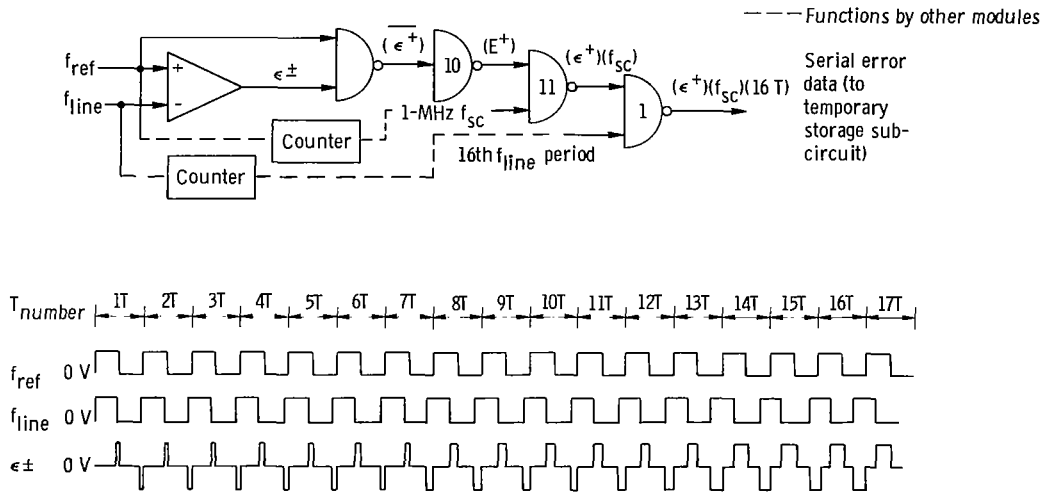 Functions by other modules
f_ref
f_line
+
-
ϵ±
(ϵ⁺)
10
(E⁺)
11
(ϵ⁺)(f_sc)
1
(ϵ⁺)(f_sc)(16 T)
Serial error
data (to
temporary
storage sub-
circuit)
1-MHz f_sc
Counter
16th f_line period
Counter
T_number 1T 2T 3T 4T 5T 6T 7T 8T 9T 10T 11T 12T 13T 14T 15T 16T 17T
f_ref 0 V
f_line 0 V
ϵ± 0 V